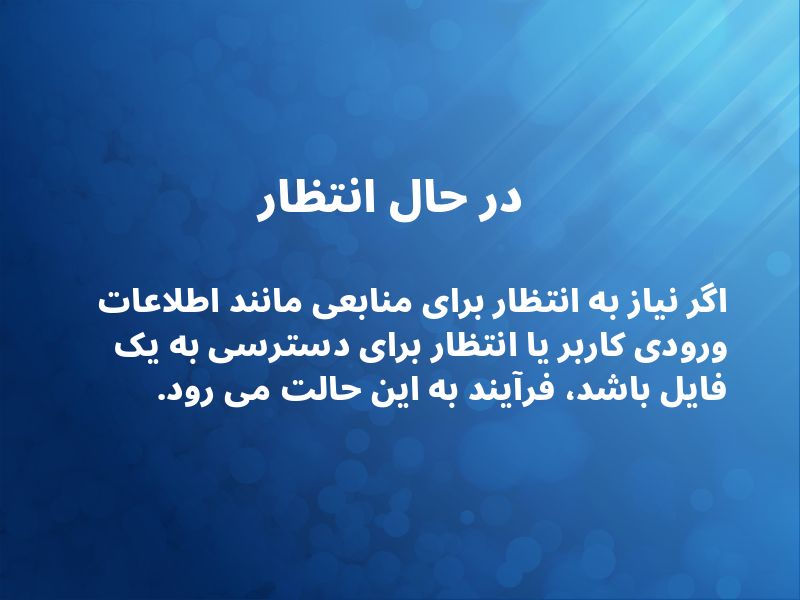 در حال انتظار
اگر نیاز به انتظار برای منابعی مانند اطلاعات
ورودی کاربر یا انتظار برای دسترسی به یک
فایل باشد، فرآیند به این حالت می رود.